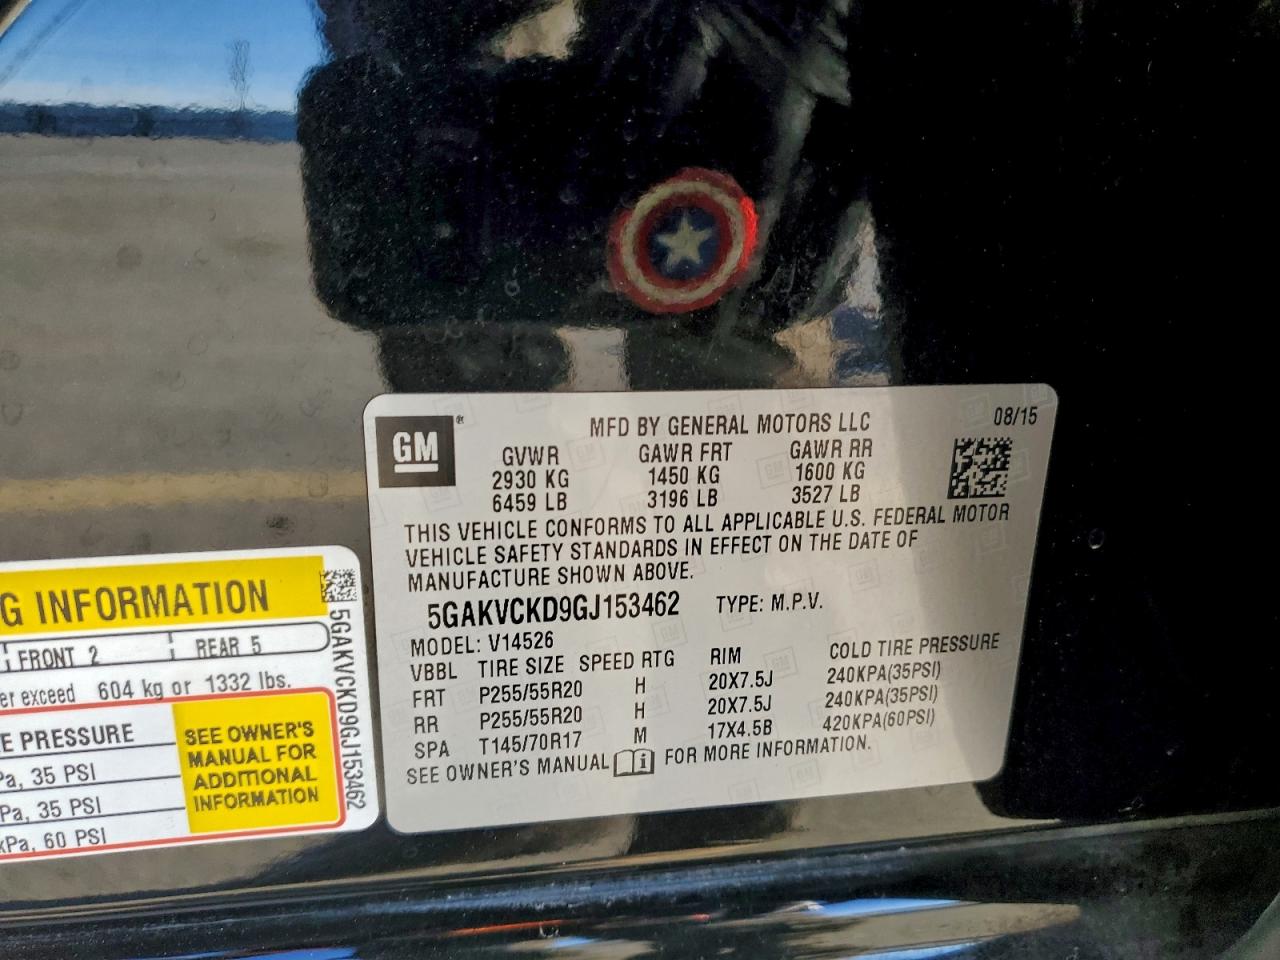 GM
®
MFD BY GENERAL MOTORS LLC
08/15
GVWR GAWR FRT GAWR RR
2930 KG 1450 KG 1600 KG
6459 LB 3196 LB 3527 LB
THIS VEHICLE CONFORMS TO ALL APPLICABLE U.S. FEDERAL MOTOR
VEHICLE SAFETY STANDARDS IN EFFECT ON THE DATE OF
MANUFACTURE SHOWN ABOVE.
5GAKVCKD9GJ153462 TYPE: M.P.V.
MODEL: V14526
VBBL TIRE SIZE SPEED RTG RIM COLD TIRE PRESSURE
FRT P255/55R20 H 20X7.5J 240KPA(35PSI)
RR P255/55R20 H 20X7.5J 240KPA(35PSI)
SPA T145/70R17 M 17X4.5B 420KPA(60PSI)
SEE OWNER'S MANUAL FOR MORE INFORMATION.
G INFORMATION
FRONT 2 REAR 5
er exceed 604 kg or 1332 lbs.
E PRESSURE
Pa, 35 PSI
Pa, 35 PSI
kPa, 60 PSI
SEE OWNER'S
MANUAL FOR
ADDITIONAL
INFORMATION
5GAKVCKD9GJ153462